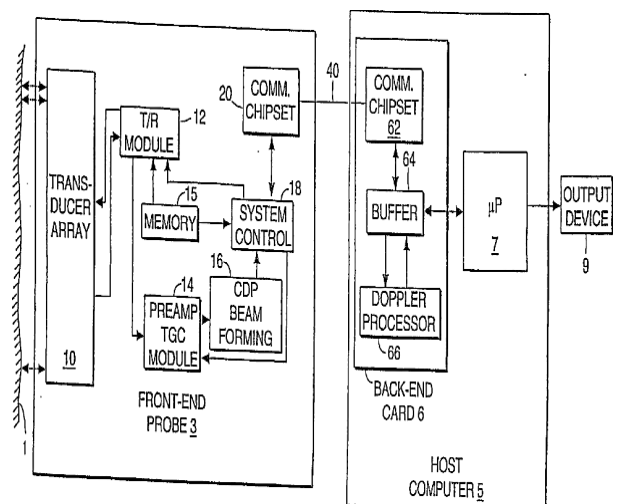 TRANS-
DUCER
ARRAY
10
1
T/R
MODULE
12
15
MEMORY
14
PREAMP
TGC
MODULE
16
CDP
BEAM
FORMING
18
SYSTEM
CONTROL
20
COMM.
CHIPSET
FRONT-END
PROBE 3
40
COMM.
CHIPSET
62
64
BUFFER
DOPPLER
PROCESSOR
66
BACK-END
CARD 6
μP
7
HOST
COMPUTER 5
OUTPUT
DEVICE
9